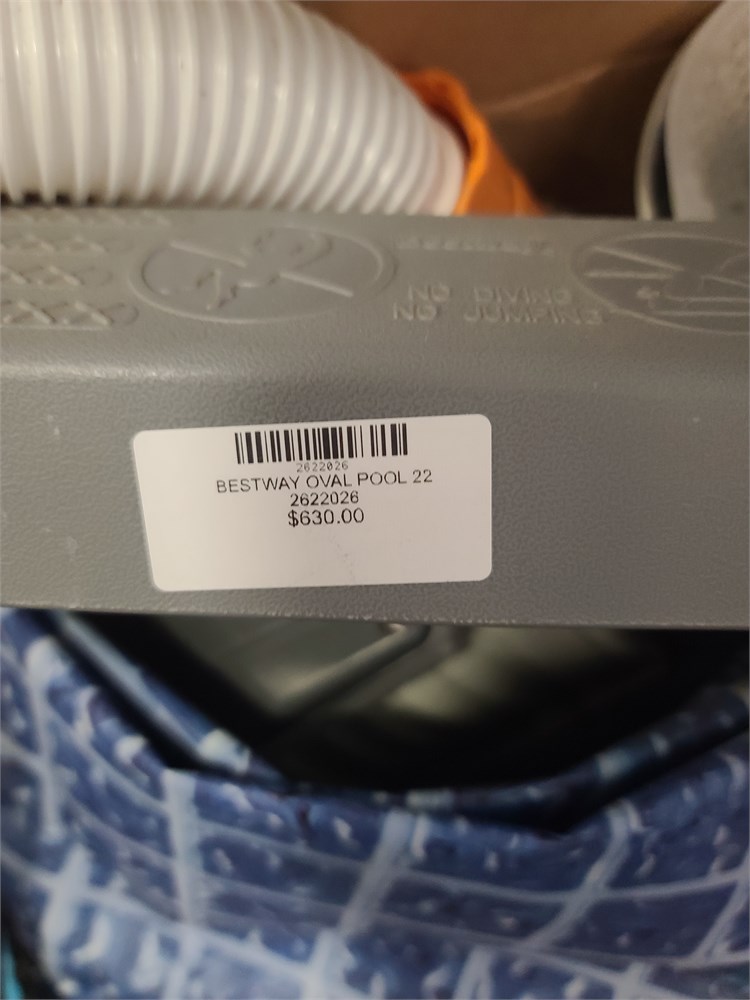 NO DIVING
NO JUMPING
2622026
BESTWAY OVAL POOL 22
2622026
$630.00